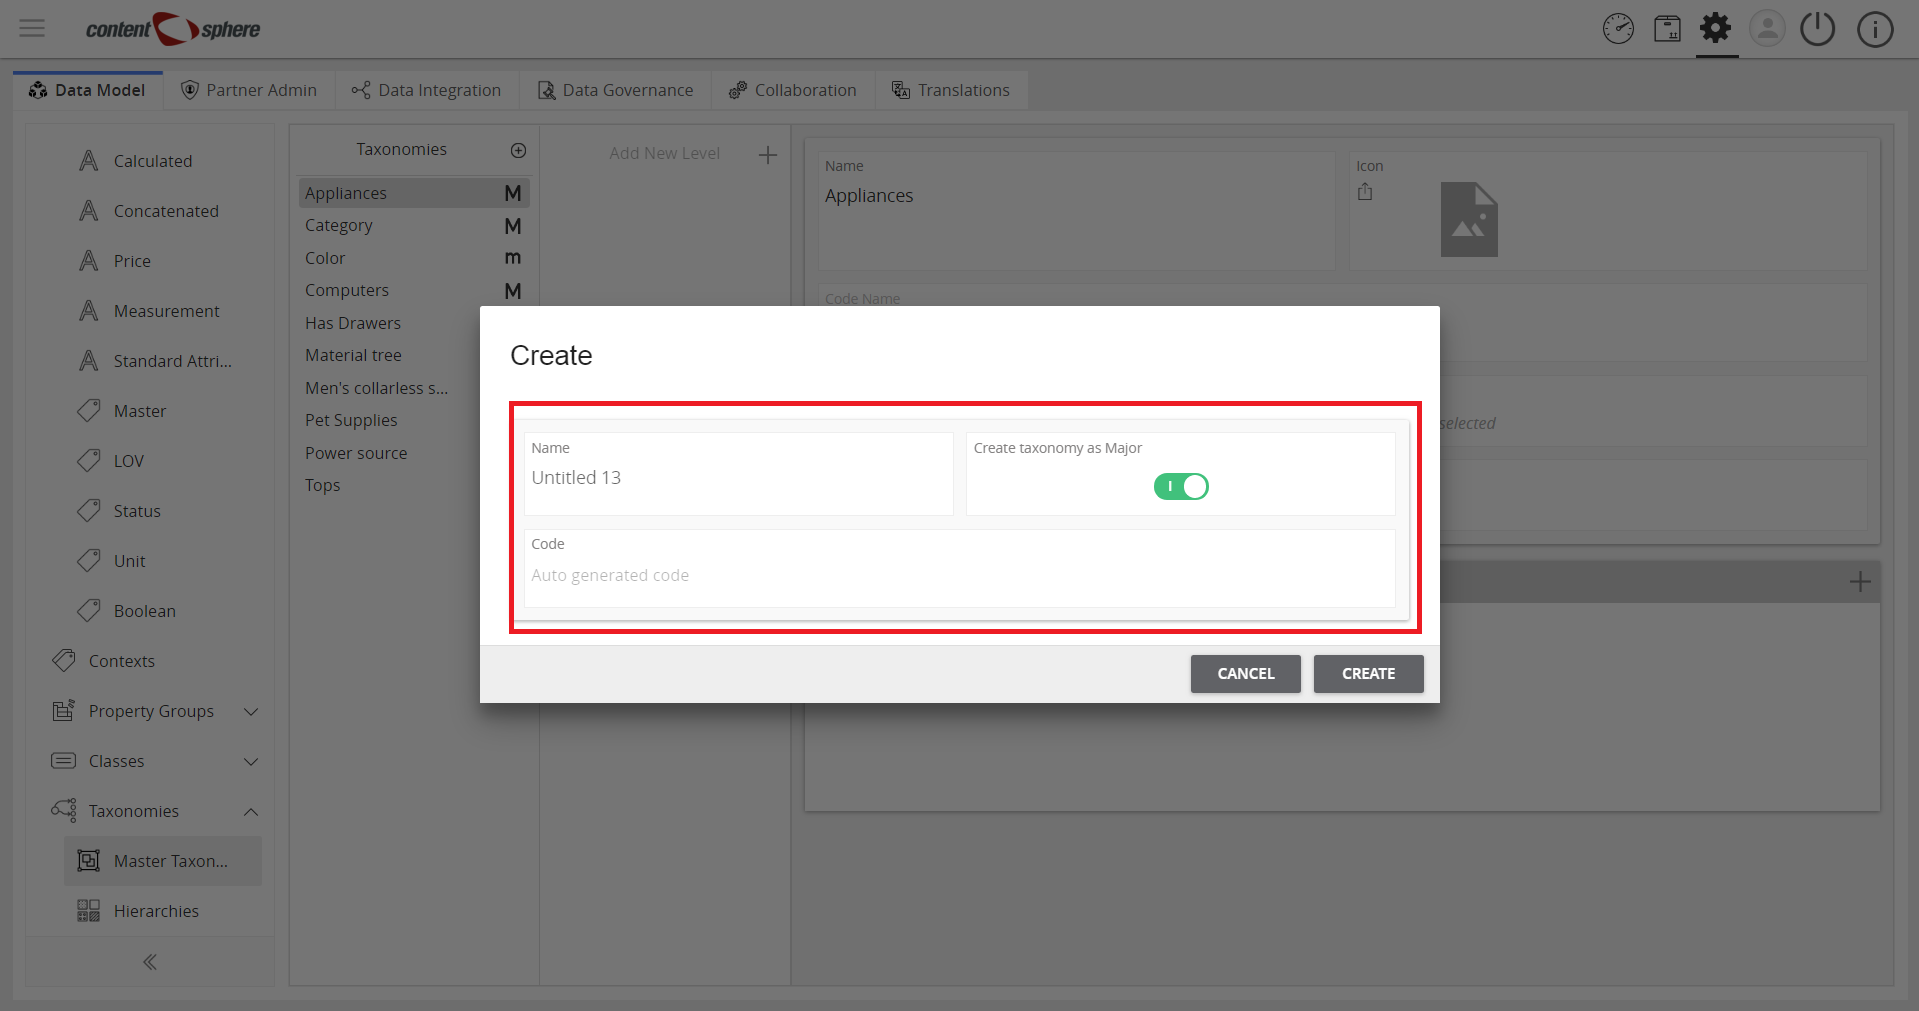 content sphere
Data Model
Partner Admin
Data Integration
Data Governance
Collaboration
Translations
Calculated
Concatenated
Price
Measurement
Standard Attri...
Master
LOV
Status
Unit
Boolean
Contexts
Property Groups
Classes
Taxonomies
Master Taxon...
Hierarchies
Taxonomies
Appliances M
Category M
Color m
Computers M
Has Drawers
Material tree
Men's collarless s...
Pet Supplies
Power source
Tops
Add New Level
Name
Appliances
Icon
Code Name
selected
Create
Name
Untitled 13
Create taxonomy as Major
Code
Auto generated code
CANCEL
CREATE